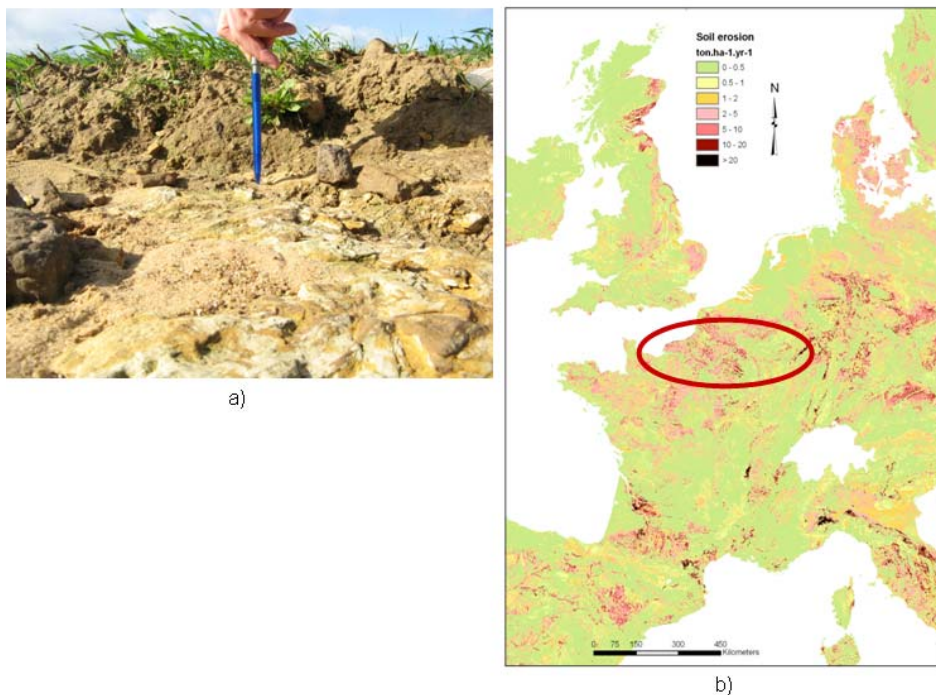 a)
Soil erosion
ton.ha-1.yr-1
0 - 0.5
0.5 - 1
1 - 2
2 - 5
5 - 10
10 - 20
> 20
N
0 75 150 300 450
Kilometers
b)